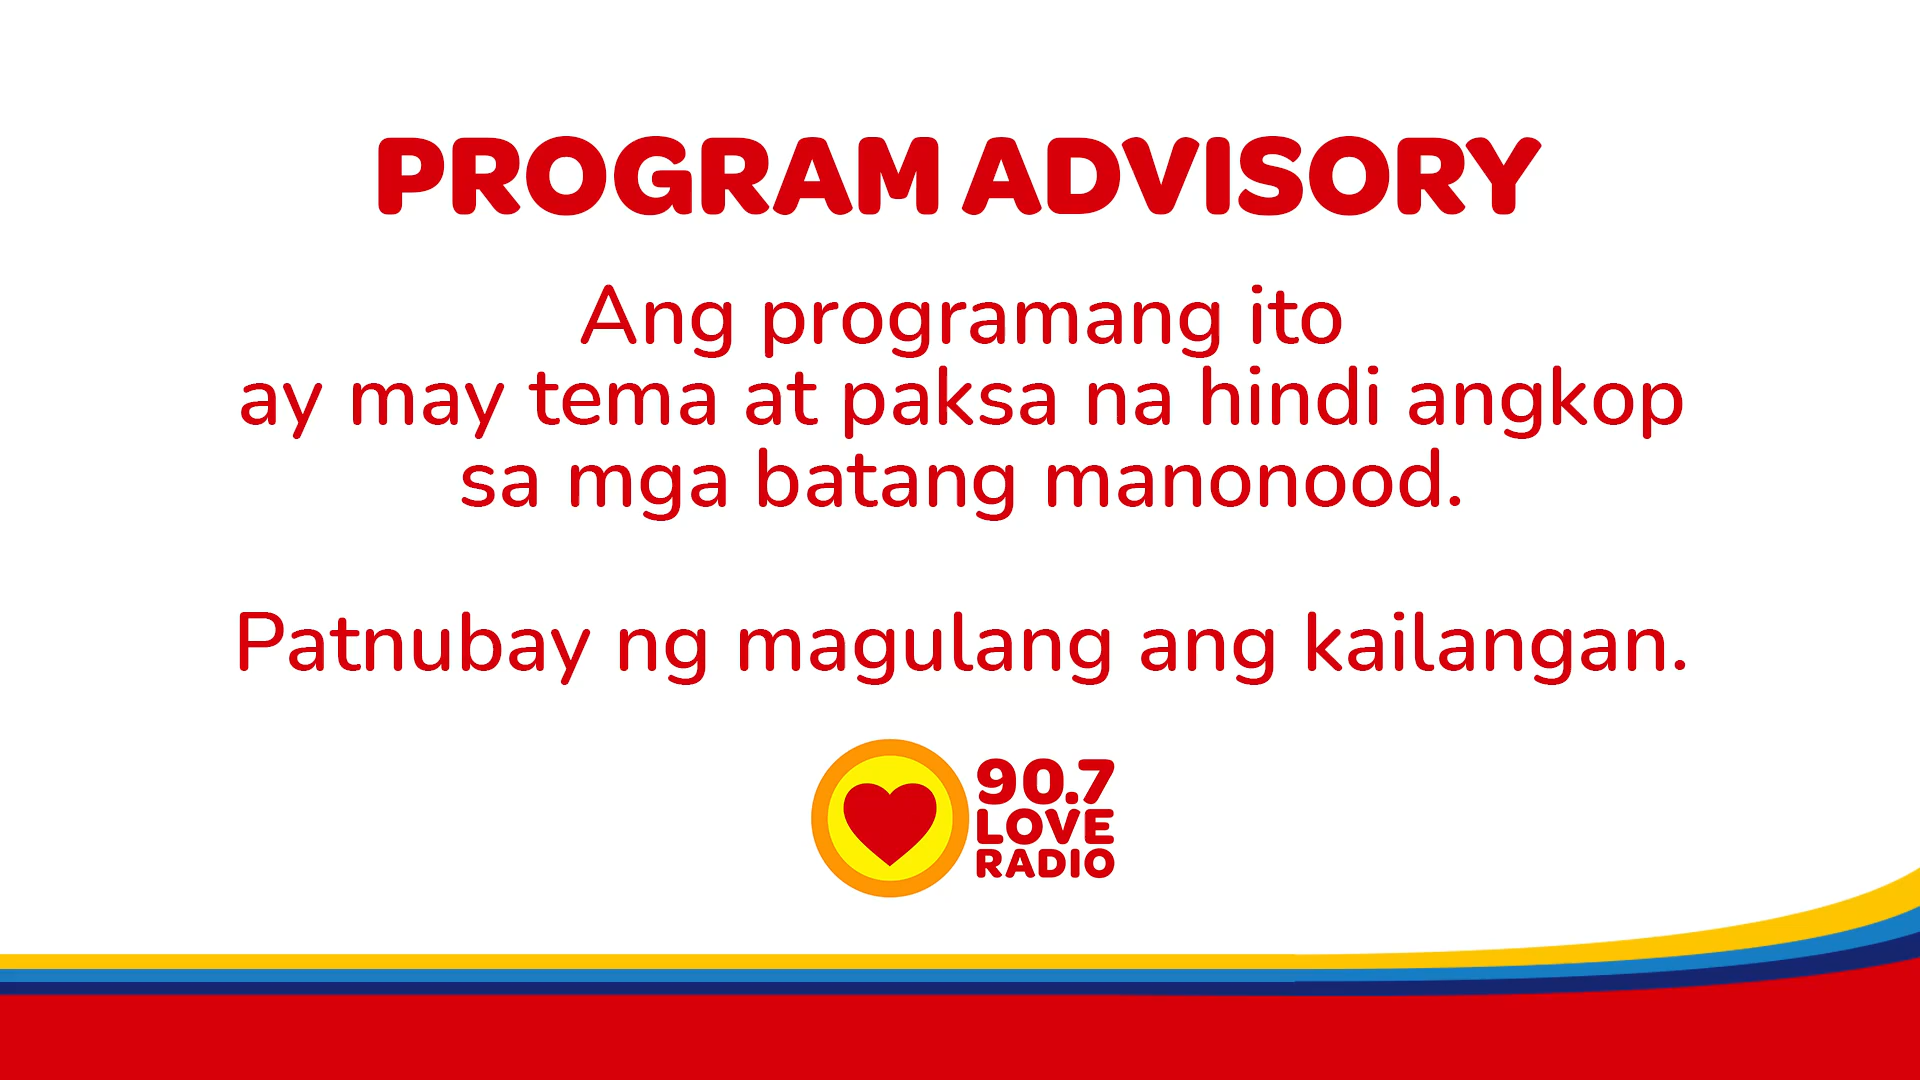 PROGRAM ADVISORY
Ang programang ito
ay may tema at paksa na hindi angkop
sa mga batang manonood.
Patnubay ng magulang ang kailangan.
90.7
LOVE
RADIO